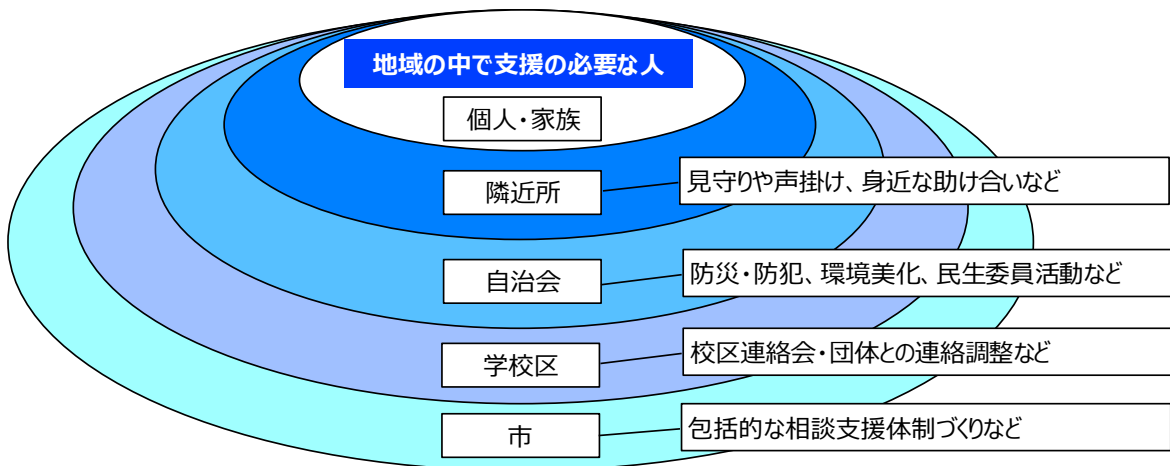 地域の中で支援の必要な人
個人・家族
隣近所
見守りや声掛け、身近な助け合いなど
自治会
防災・防犯、環境美化、民生委員活動など
学校区
校区連絡会・団体との連絡調整など
市
包括的な相談支援体制づくりなど